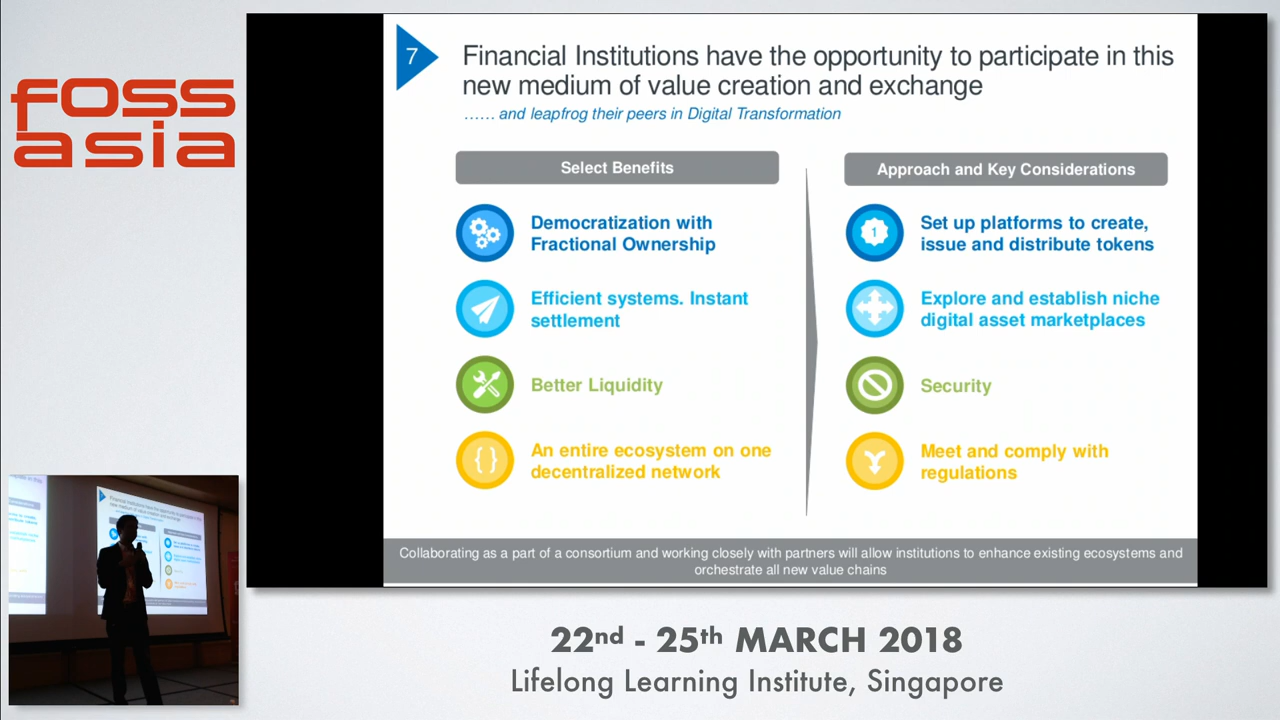 foss
asia
7
Financial Institutions have the opportunity to participate in this
new medium of value creation and exchange
...... and leapfrog their peers in Digital Transformation
Select Benefits
Democratization with
Fractional Ownership
Efficient systems. Instant
settlement
Better Liquidity
{ }
An entire ecosystem on one
decentralized network
Approach and Key Considerations
1
Set up platforms to create,
issue and distribute tokens
Explore and establish niche
digital asset marketplaces
Security
Meet and comply with
regulations
Collaborating as a part of a consortium and working closely with partners will allow institutions to enhance existing ecosystems and
orchestrate all new value chains
22nd - 25th MARCH 2018
Lifelong Learning Institute, Singapore